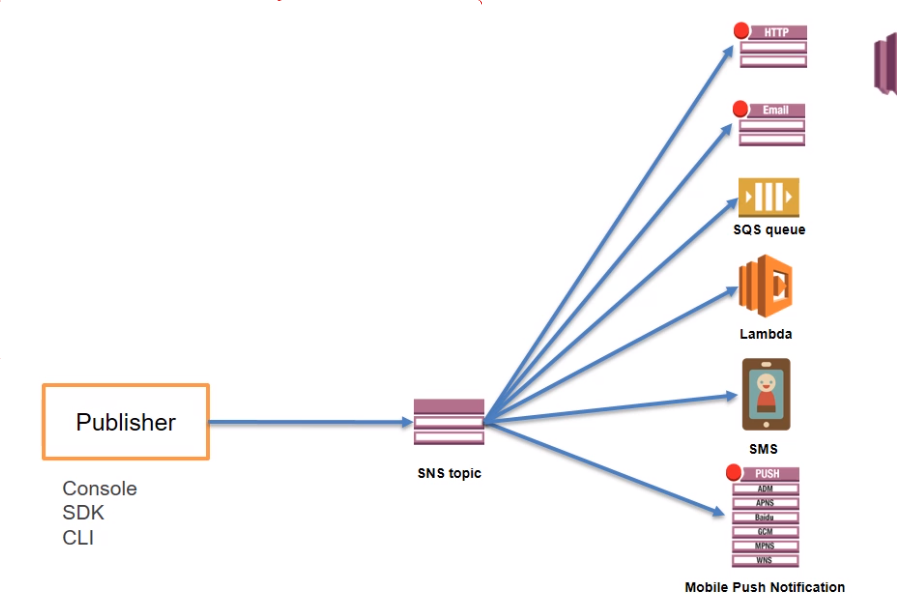 HTTP
Email
SQS queue
Lambda
SMS
Publisher
SNS topic
Console
SDK
CLI
PUSH
ADM
APNS
Baidu
GCM
MPNS
WNS
Mobile Push Notification